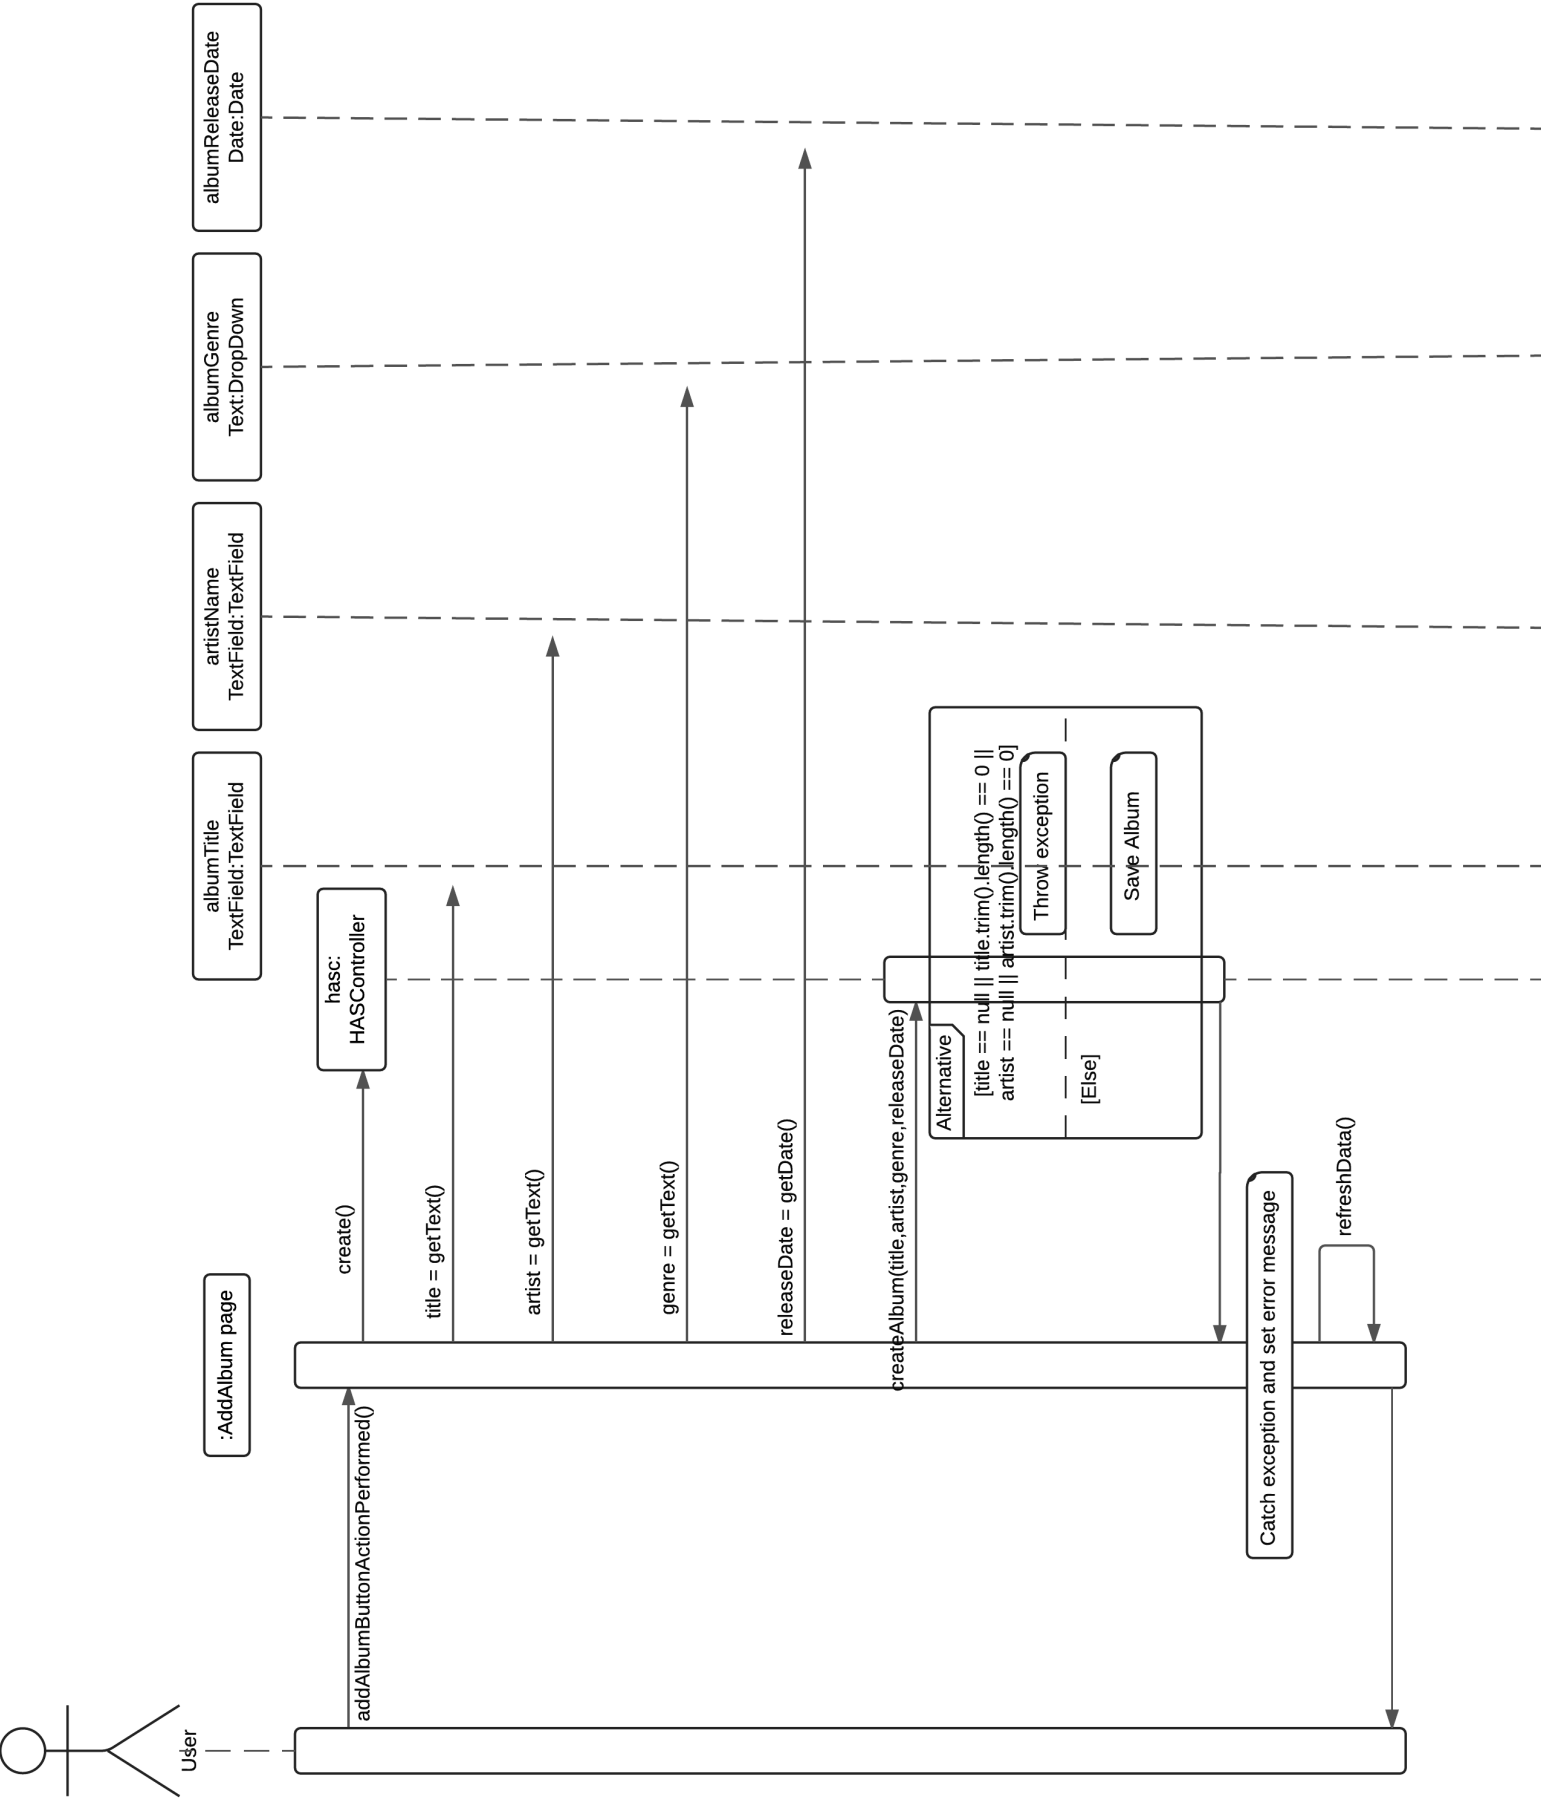 User
:AddAlbum page
albumTitle
TextField:TextField
artistName
TextField:TextField
albumGenre
Text:DropDown
albumReleaseDate
Date:Date
hasc:
HASController
addAlbumButtonActionPerformed()
create()
title = getText()
artist = getText()
genre = getText()
releaseDate = getDate()
createAlbum(title,artist,genre,releaseDate)
Alternative
[title == null || title.trim().length() == 0 ||
artist == null || artist.trim().length() == 0]
Throw exception
[Else]
Save Album
Catch exception and set error message
refreshData()